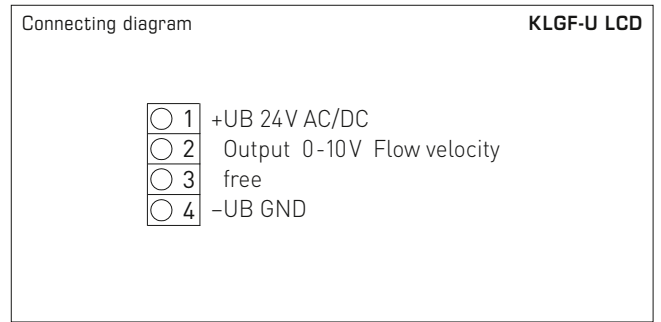 Connecting diagram KLGF-U LCD
1 +UB 24V AC/DC
2 Output 0-10V Flow velocity
3 free
4 –UB GND